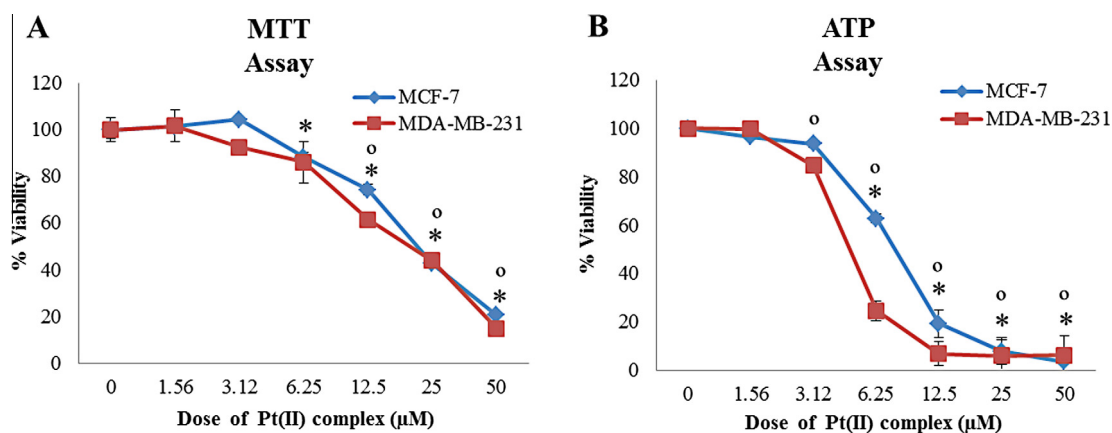 A
MTT
Assay
MCF-7
MDA-MB-231
% Viability
120
100
80
60
40
20
0
*
o
*
o
*
o
*
0 1.56 3.12 6.25 12.5 25 50
Dose of Pt(II) complex (µM)
B
ATP
Assay
MCF-7
MDA-MB-231
% Viability
120
100
80
60
40
20
0
o
o
*
o
*
o
*
o
*
0 1.56 3.12 6.25 12.5 25 50
Dose of Pt(II) complex (µM)